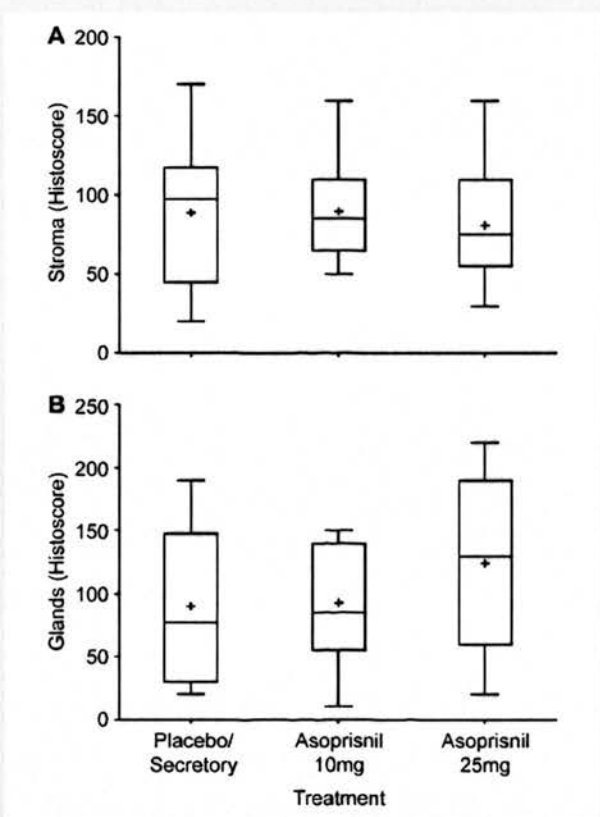 A
200
150
100
50
0
Stroma (Histoscore)
B
250
200
150
100
50
0
Glands (Histoscore)
Placebo/
Secretory
Asoprisnil
10mg
Asoprisnil
25mg
Treatment